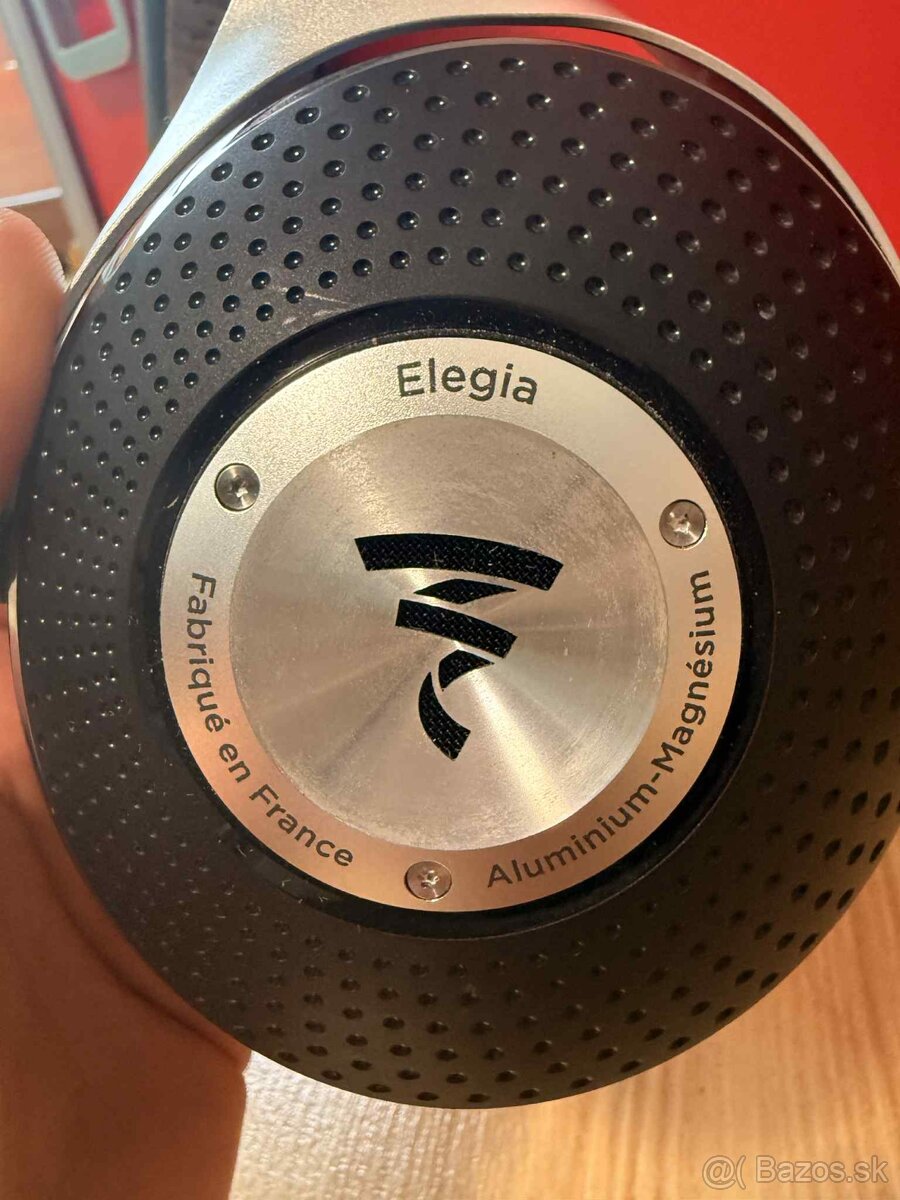 Elegia
Fabriqué en France
Aluminium-Magnésium
@( Bazos.sk